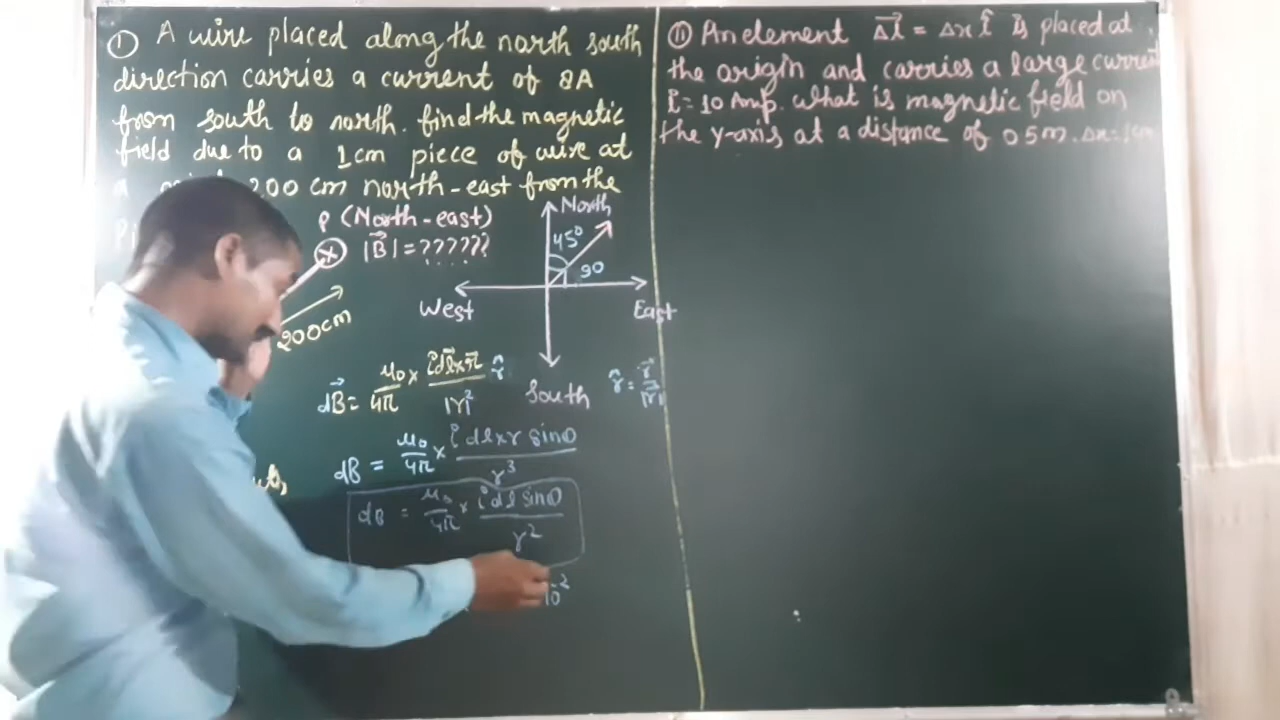 ① A wire placed along the north south
direction carries a current of 8A
from south to north. find the magnetic
field due to a 1cm piece of wire at
200 cm north-east from the
P (North-east)
|B⃗| = ??????
200cm
North
45°
90
West
East
South
dB⃗ = μ₀/4π × i dl⃗×r⃗/|r|² r̂
r̂ = r⃗/|r|
dB = μ₀/4π × i dl×r sinθ/r³
dB = μ₀/4π × i dl sinθ/r²
10⁻²
⑪ An element Δl⃗ = Δx î is placed at
the origin and carries a large current
i = 10 Amp. What is magnetic field on
the y-axis at a distance of 0.5m. Δx=1cm